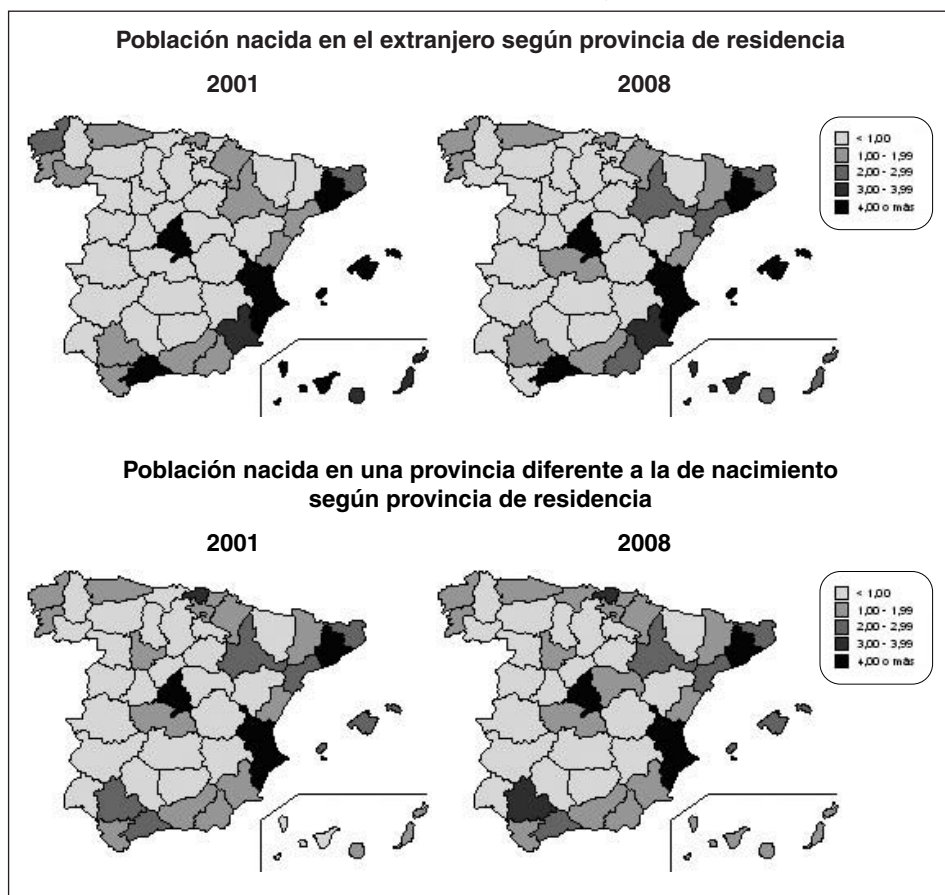 Población nacida en el extranjero según provincia de residencia
2001
2008
< 1,00
1,00 - 1,99
2,00 - 2,99
3,00 - 3,99
4,00 o más
Población nacida en una provincia diferente a la de nacimiento
según provincia de residencia
2001
2008
< 1,00
1,00 - 1,99
2,00 - 2,99
3,00 - 3,99
4,00 o más